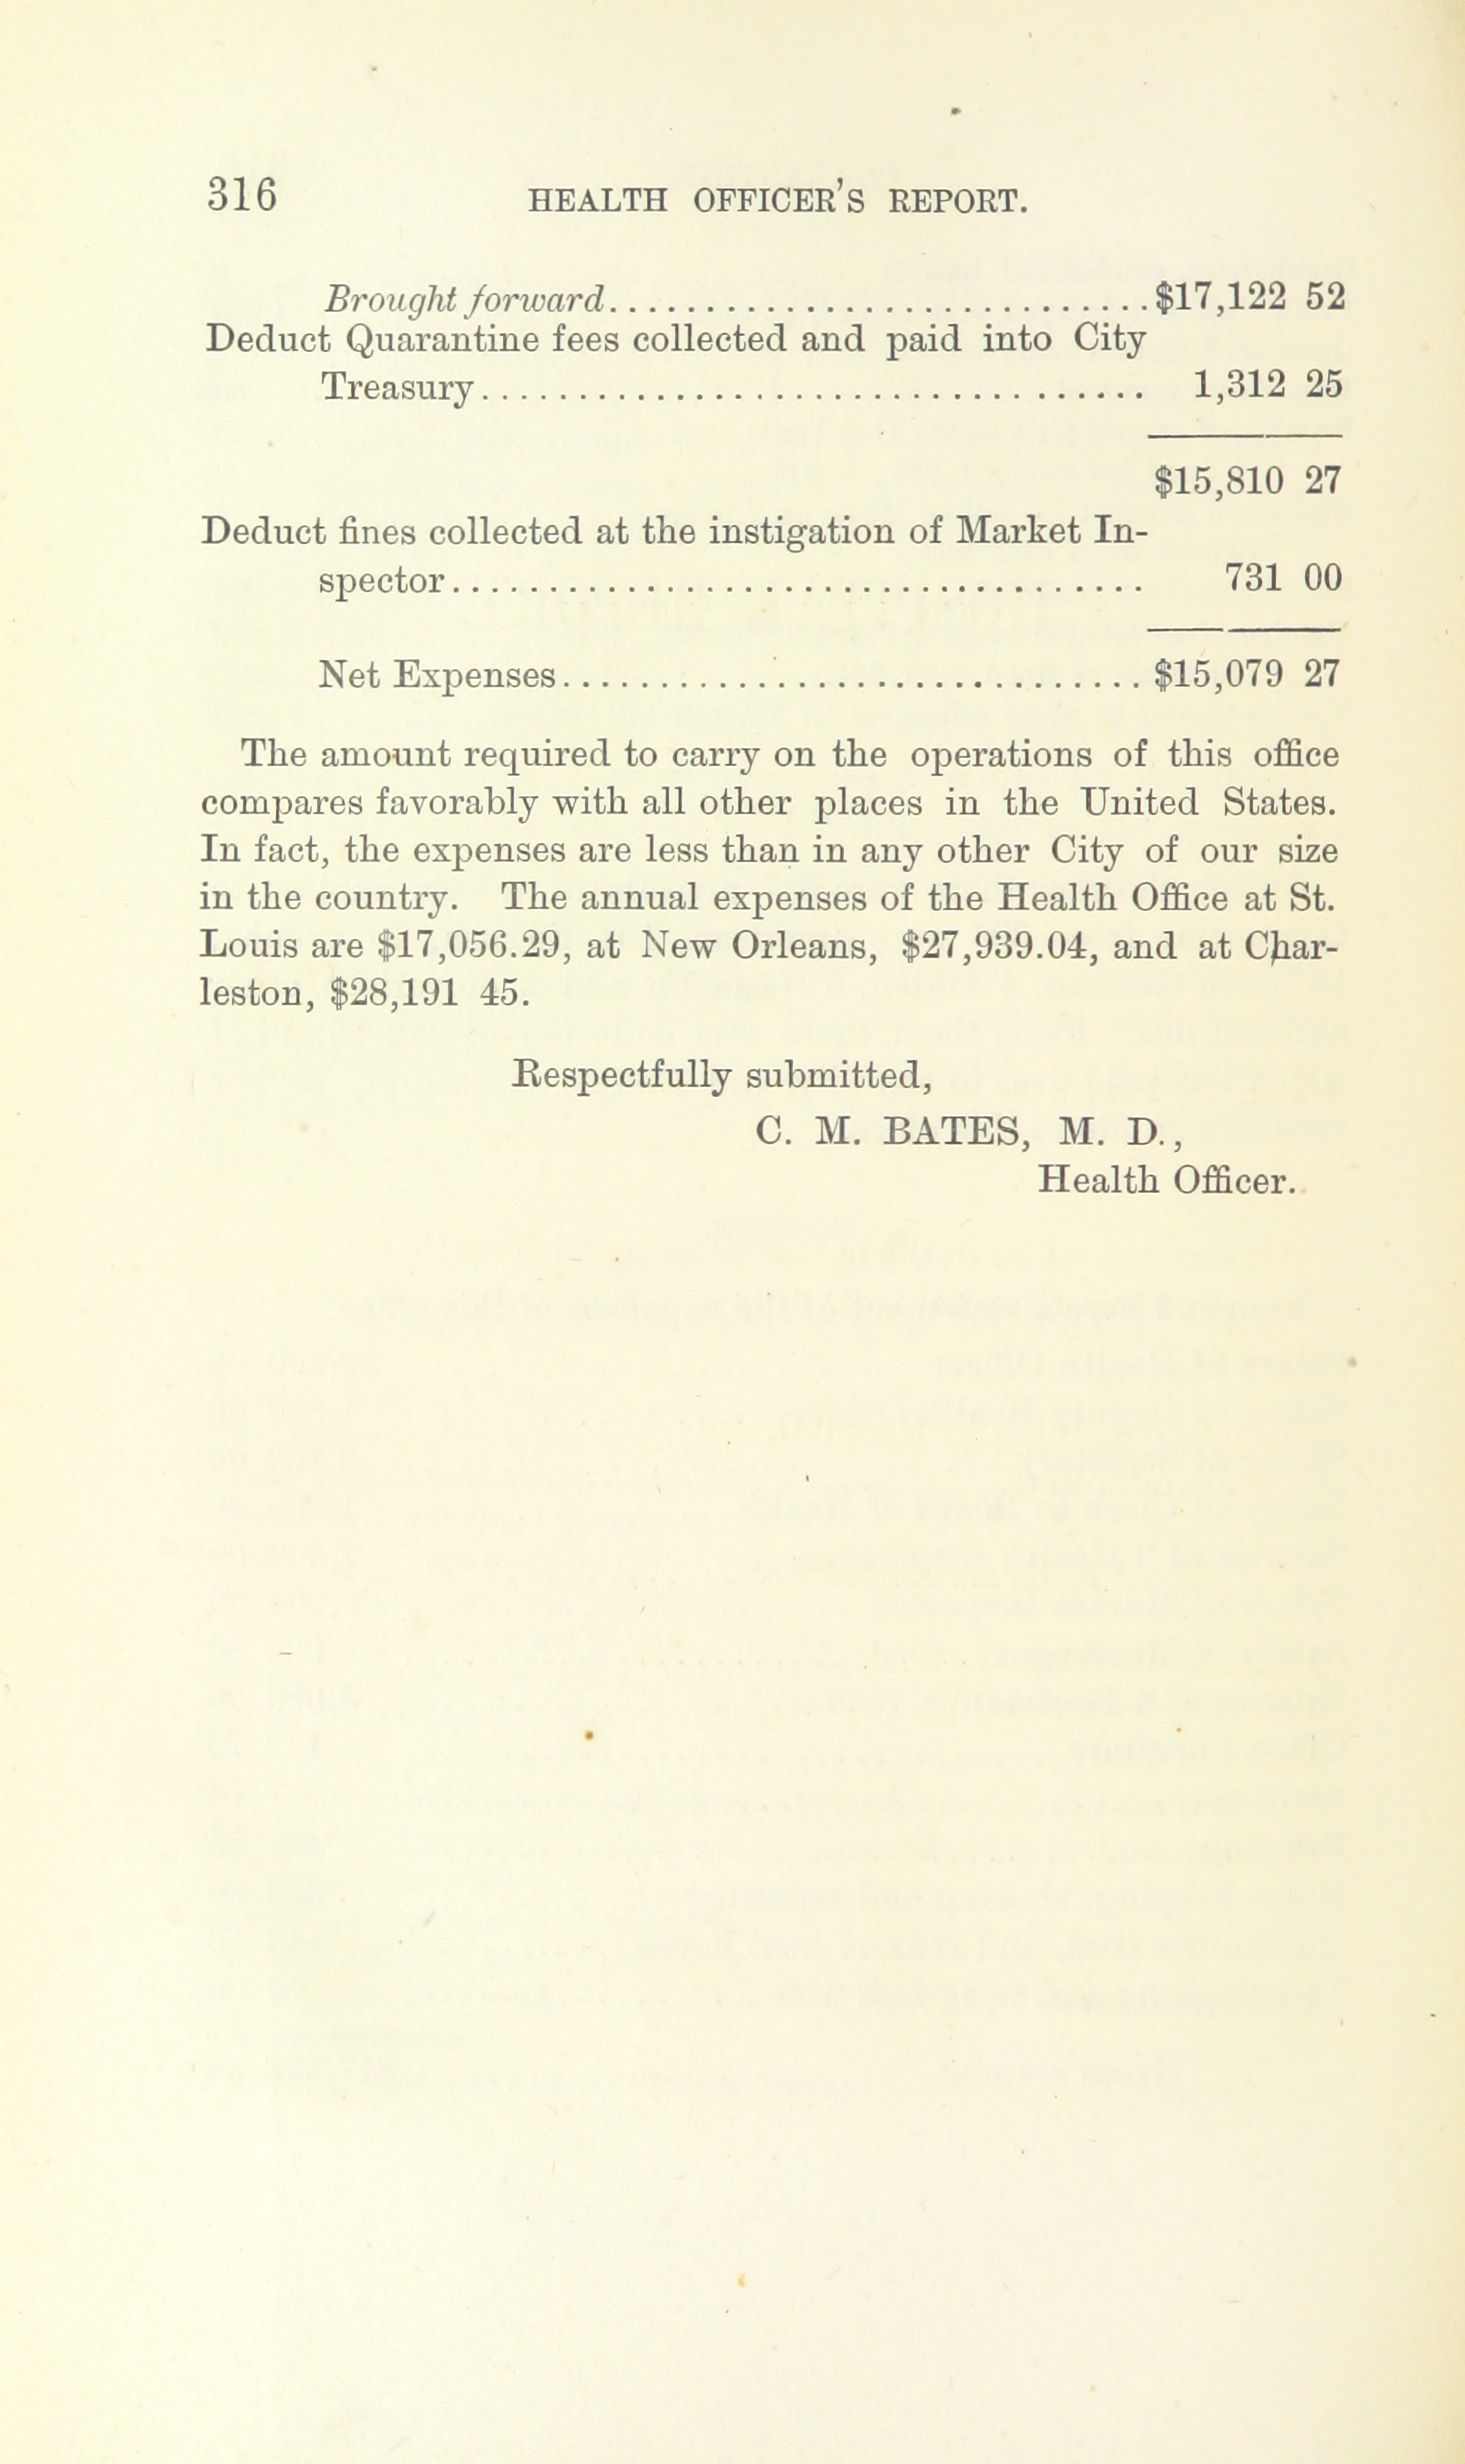 316 HEALTH OFFICER'S REPORT.
Brought forward.............................$17,122 52
Deduct Quarantine fees collected and paid into City
Treasury................................... 1,312 25
$15,810 27
Deduct fines collected at the instigation of Market In-
spector.................................... 731 00
Net Expenses...............................$15,079 27
The amount required to carry on the operations of this office
compares favorably with all other places in the United States.
In fact, the expenses are less than in any other City of our size
in the country. The annual expenses of the Health Office at St.
Louis are $17,056.29, at New Orleans, $27,939.04, and at Char-
leston, $28,191 45.
Respectfully submitted,
C. M. BATES, M. D.,
Health Officer.